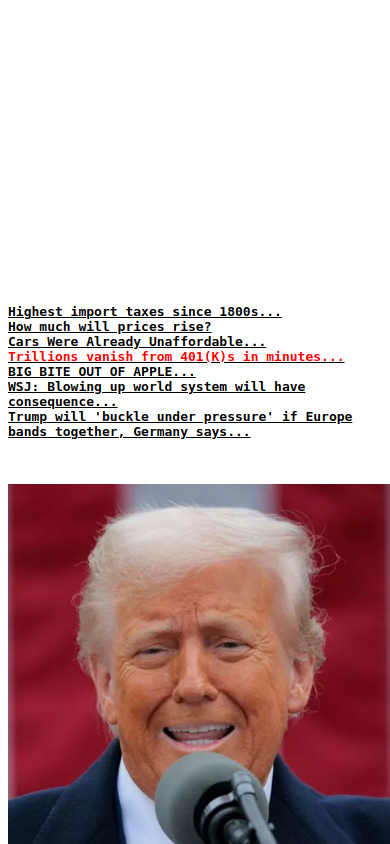 Highest import taxes since 1800s...
How much will prices rise?
Cars Were Already Unaffordable...
Trillions vanish from 401(K)s in minutes...
BIG BITE OUT OF APPLE...
WSJ: Blowing up world system will have
consequence...
Trump will 'buckle under pressure' if Europe
bands together, Germany says...